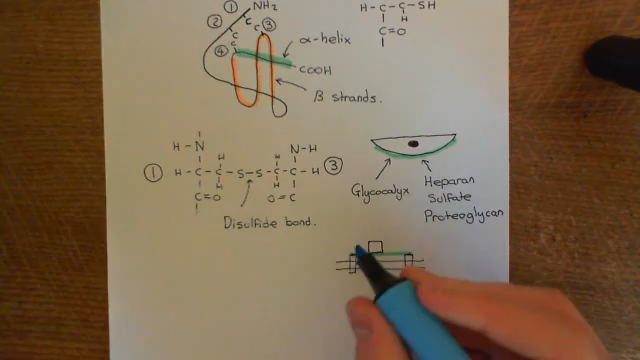 ① NH₂
② ③
C C
C C
④
α-helix
COOH
β strands.
H-C-C-SH
H
C=O
H-N N-H
H H
① H-C-C-S-S-C-C-H ③
H H
C=O O=C
Disulfide bond.
Glycocalyx
Heparan
Sulfate
Proteoglycan